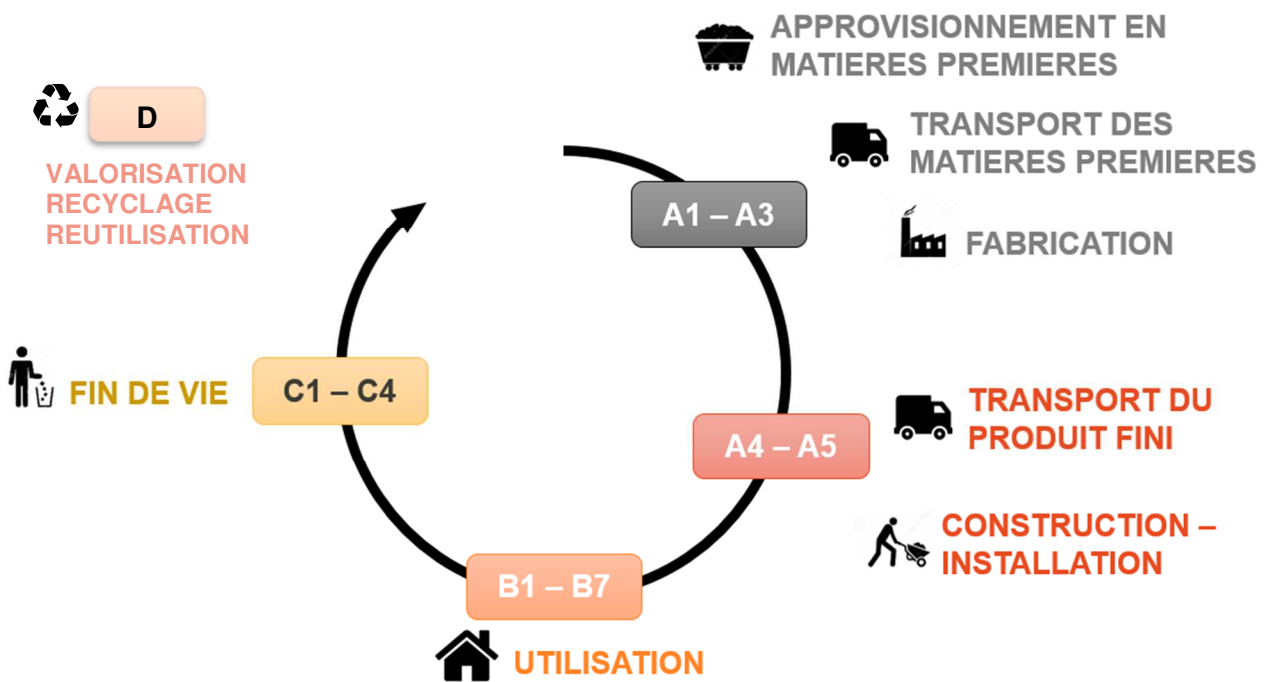 APPROVISIONNEMENT EN
MATIERES PREMIERES
TRANSPORT DES
MATIERES PREMIERES
A1 – A3
FABRICATION
A4 – A5
TRANSPORT DU
PRODUIT FINI
CONSTRUCTION –
INSTALLATION
B1 – B7
UTILISATION
C1 – C4
FIN DE VIE
D
VALORISATION
RECYCLAGE
REUTILISATION